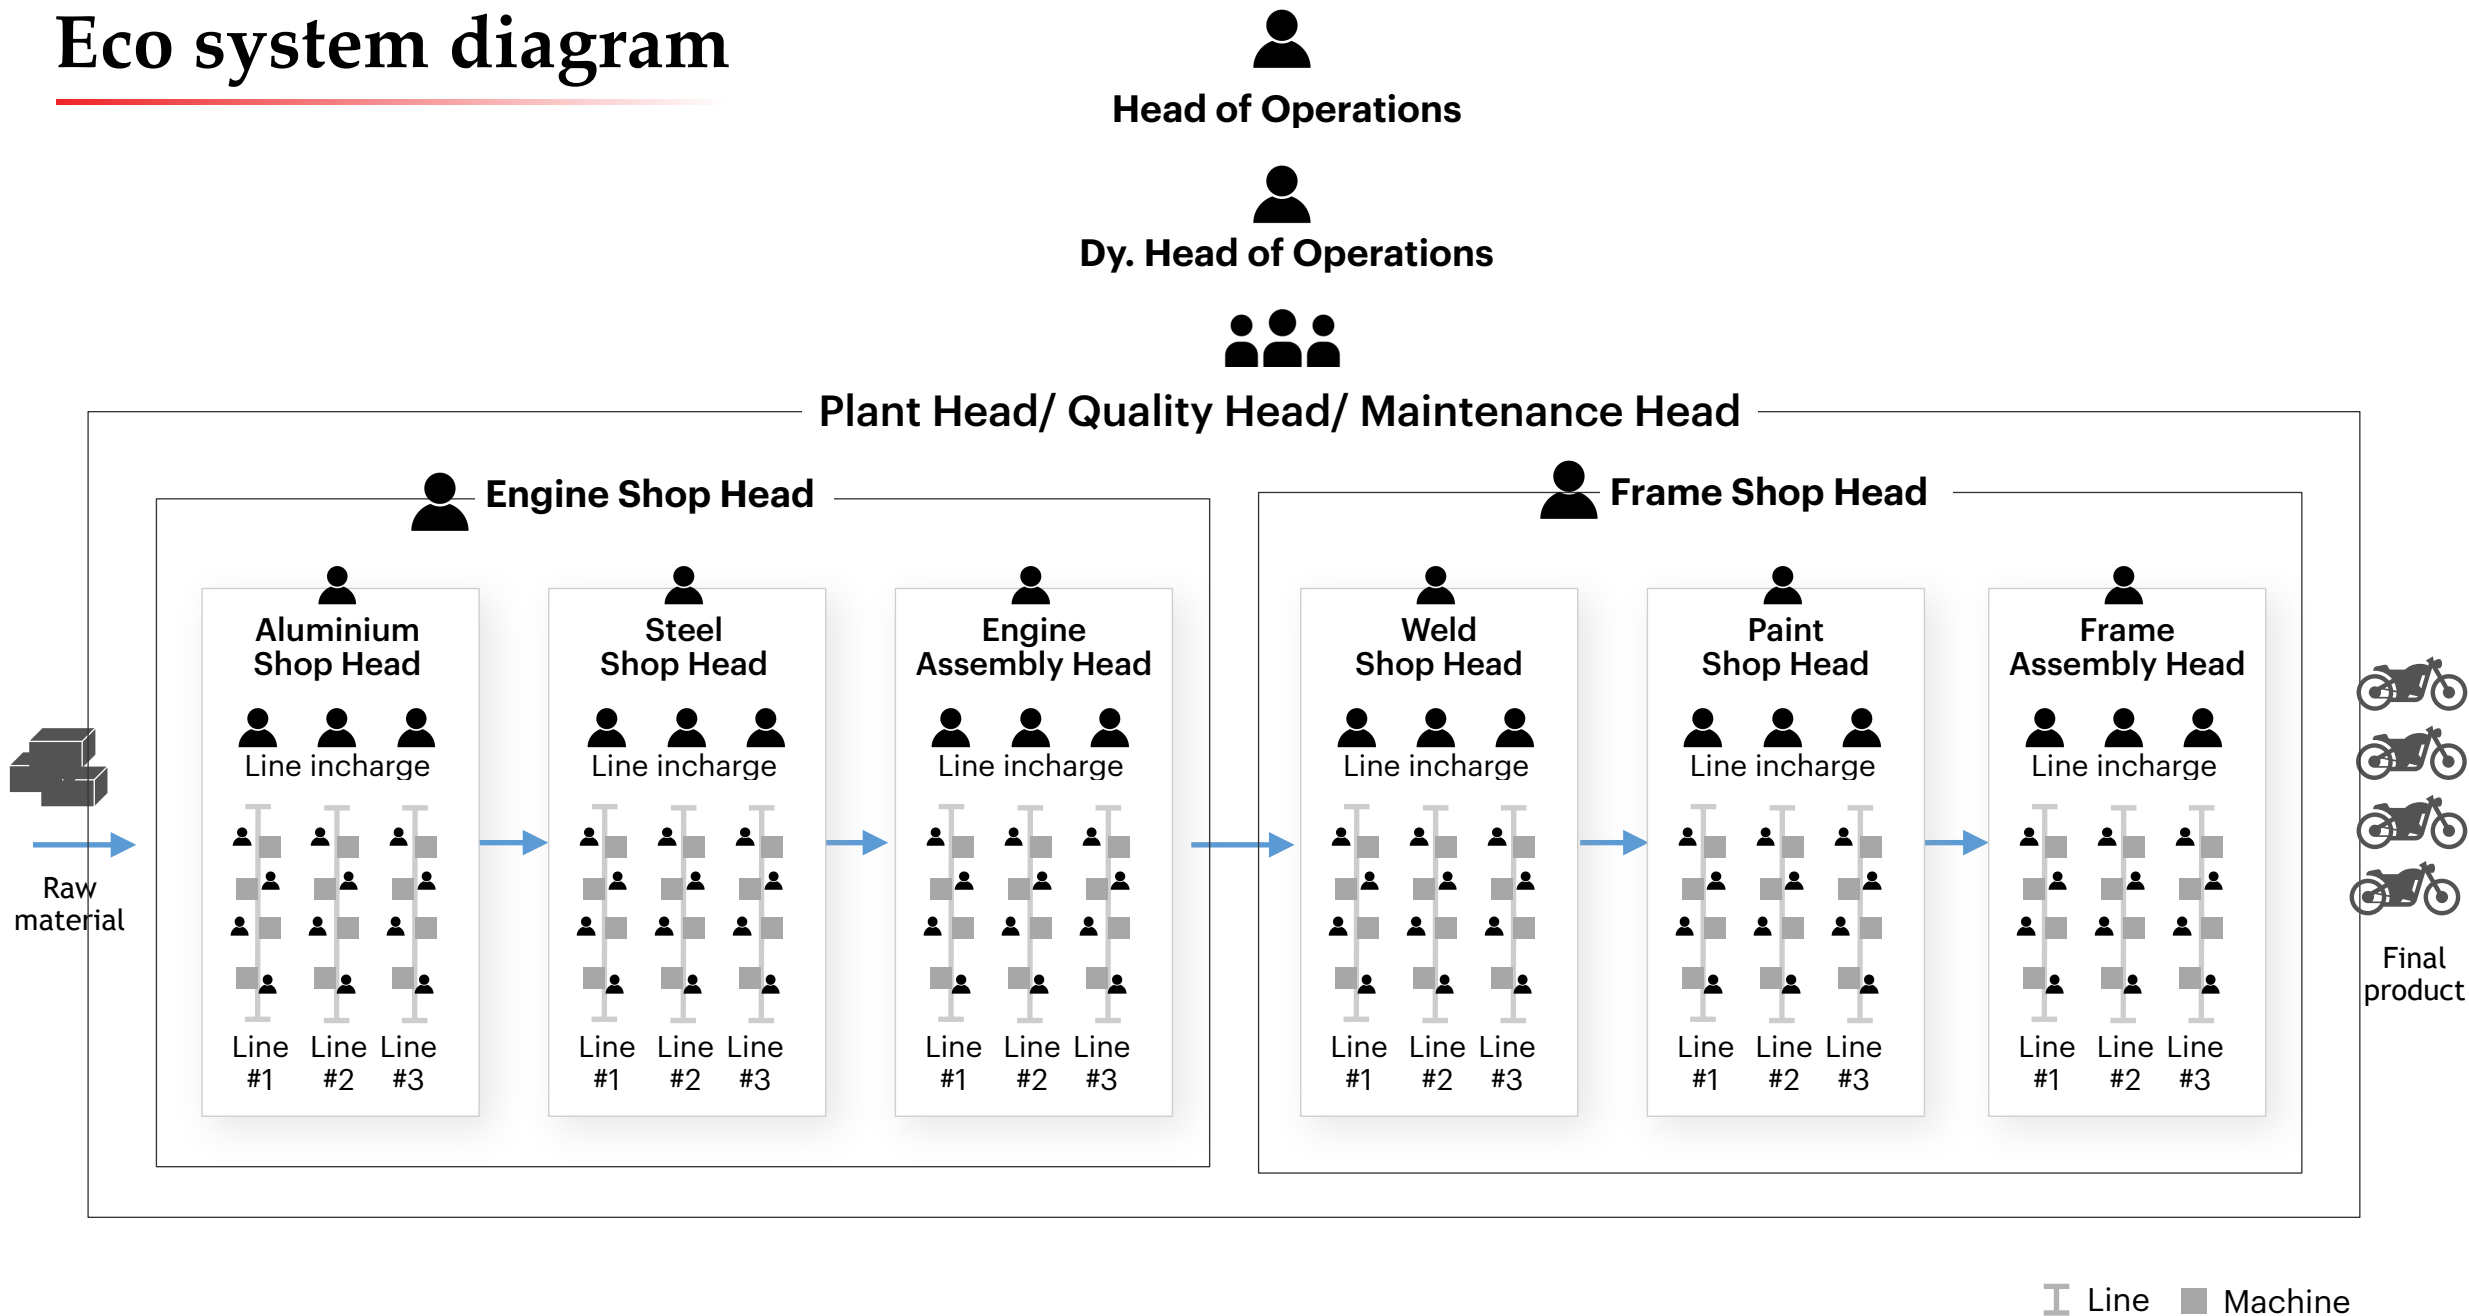 Eco system diagram
Head of Operations
Dy. Head of Operations
Plant Head/ Quality Head/ Maintenance Head
Engine Shop Head
Frame Shop Head
Aluminium
Shop Head
Line incharge
Line #1
Line #2
Line #3
Steel
Shop Head
Line incharge
Line #1
Line #2
Line #3
Engine
Assembly Head
Line incharge
Line #1
Line #2
Line #3
Weld
Shop Head
Line incharge
Line #1
Line #2
Line #3
Paint
Shop Head
Line incharge
Line #1
Line #2
Line #3
Frame
Assembly Head
Line incharge
Line #1
Line #2
Line #3
Raw
material
Final
product
Line
Machine